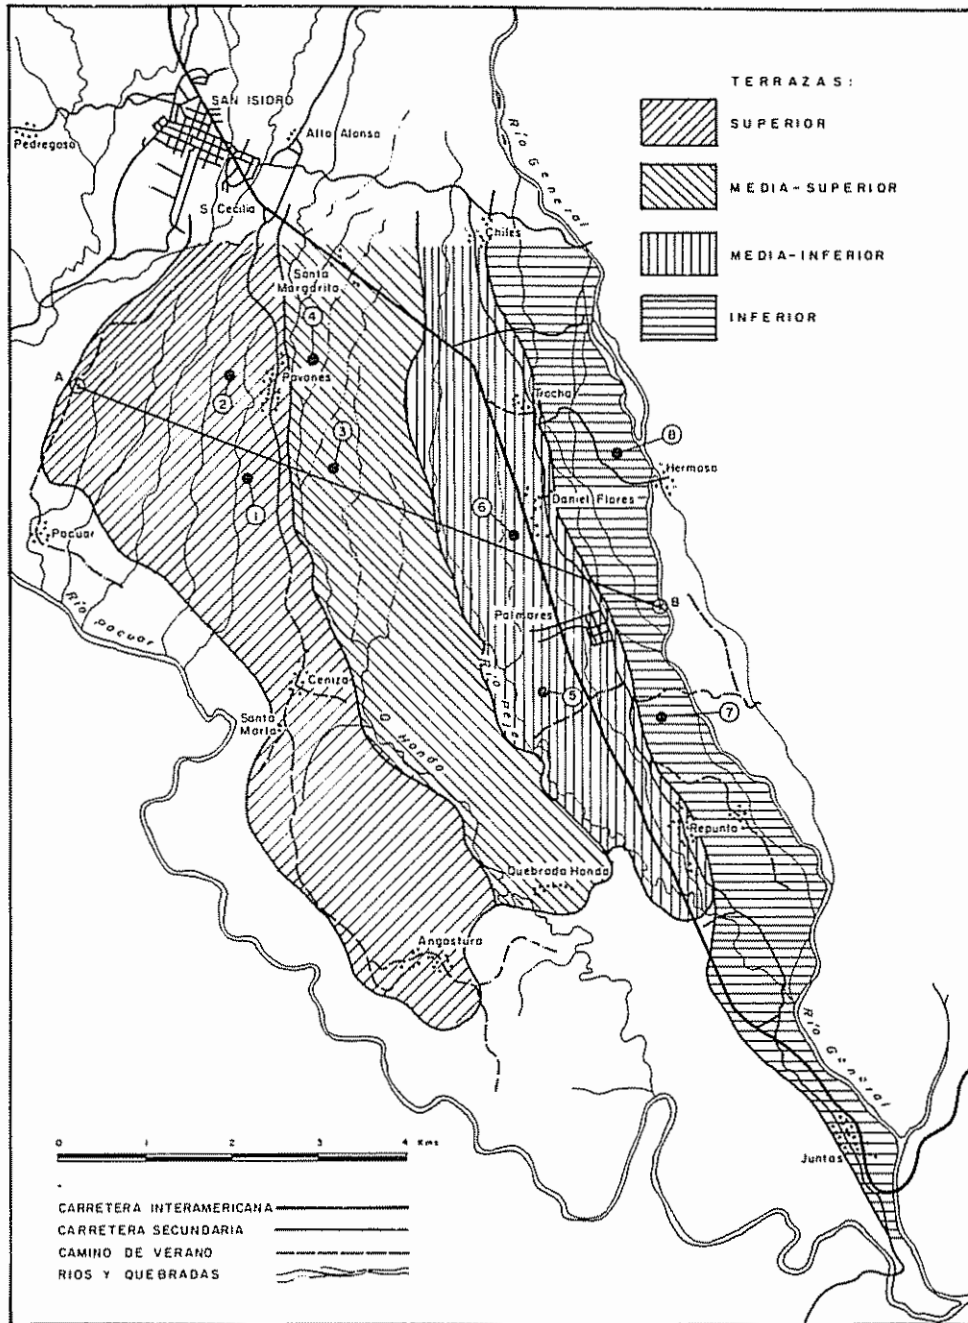 TERRAZAS:
SUPERIOR
MEDIA-SUPERIOR
MEDIA-INFERIOR
INFERIOR
SAN ISIDRO
Alto Alonso
Pedregosa
S. Cecilia
Río General
Chiles
Santa
Margarita
4
A
Pavones
2
Trocha
3
8
Hermosa
Daniel Flores
6
1
Pacuar
Río Pacuar
B
Palmares
Ceniza
5
7
Santa
María
Q Honda
Repunta
Quebrada Honda
Angostura
Río General
Juntas
0 1 2 3 4 Kms
CARRETERA INTERAMERICANA
CARRETERA SECUNDARIA
CAMINO DE VERANO
RIOS Y QUEBRADAS